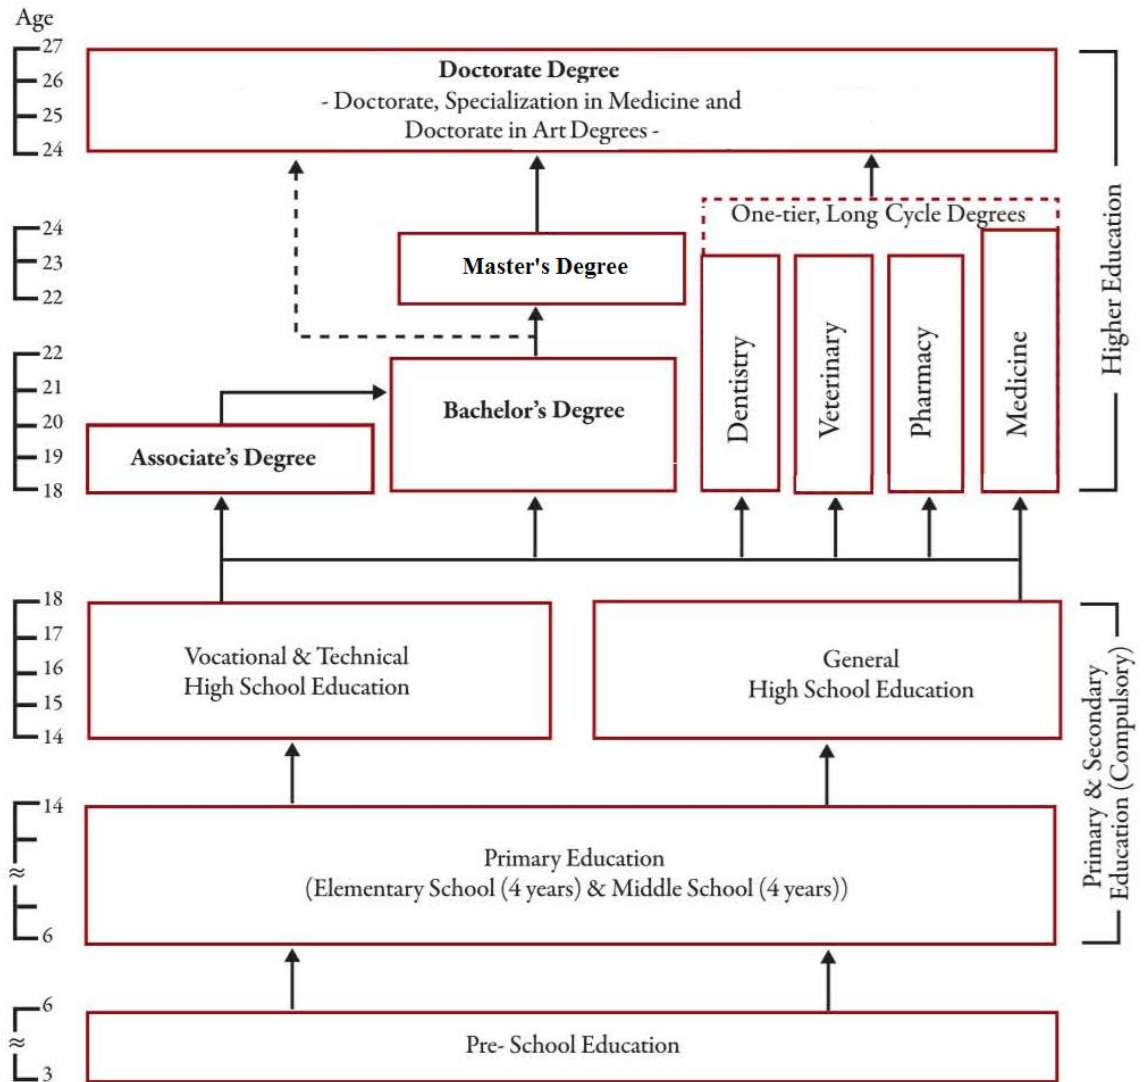 Age
27
26
25
24
Doctorate Degree
- Doctorate, Specialization in Medicine and
Doctorate in Art Degrees -
24
23
22
Master's Degree
One-tier, Long Cycle Degrees
22
21
20
19
18
Associate's Degree
Bachelor's Degree
Dentistry
Veterinary
Pharmacy
Medicine
Higher Education
18
17
16
15
14
Vocational & Technical
High School Education
General
High School Education
14
≈
6
Primary Education
(Elementary School (4 years) & Middle School (4 years))
Primary & Secondary
Education (Compulsory)
6
≈
3
Pre- School Education